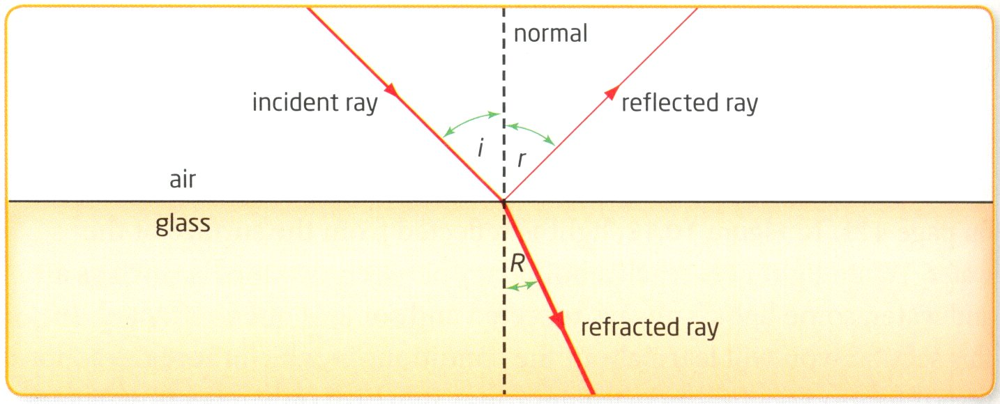 normal
incident ray
reflected ray
i
r
air
glass
R
refracted ray